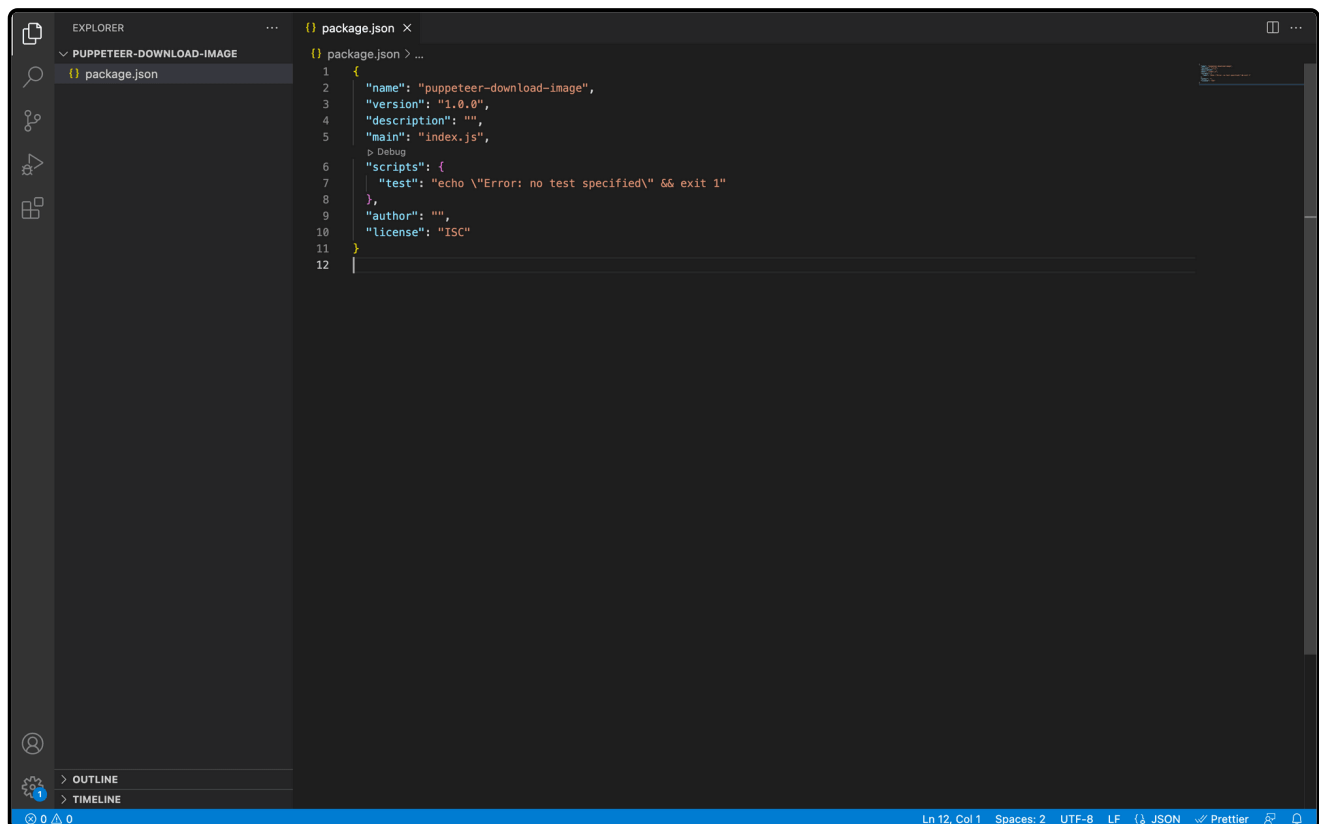 EXPLORER
PUPPETEER-DOWNLOAD-IMAGE
package.json
OUTLINE
TIMELINE
package.json
package.json > ...
1 {
2 "name": "puppeteer-download-image",
3 "version": "1.0.0",
4 "description": "",
5 "main": "index.js",
Debug
6 "scripts": {
7 "test": "echo \"Error: no test specified\" && exit 1"
8 },
9 "author": "",
10 "license": "ISC"
11 }
12
1
0 0 Ln 12, Col 1 Spaces: 2 UTF-8 LF JSON Prettier